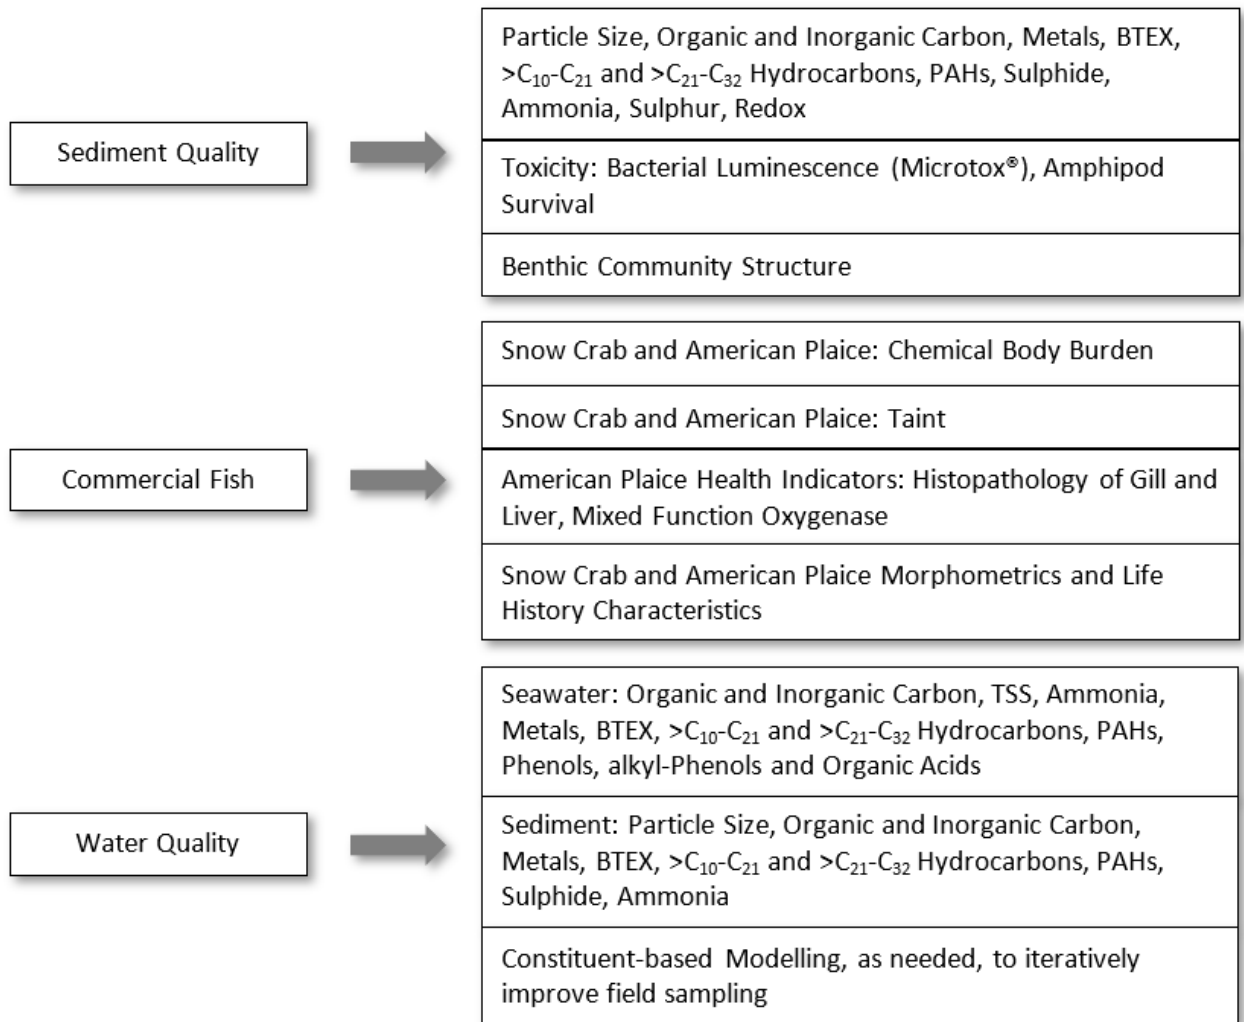 Sediment Quality
Particle Size, Organic and Inorganic Carbon, Metals, BTEX,
>C₁₀-C₂₁ and >C₂₁-C₃₂ Hydrocarbons, PAHs, Sulphide,
Ammonia, Sulphur, Redox
Toxicity: Bacterial Luminescence (Microtox®), Amphipod
Survival
Benthic Community Structure
Commercial Fish
Snow Crab and American Plaice: Chemical Body Burden
Snow Crab and American Plaice: Taint
American Plaice Health Indicators: Histopathology of Gill and
Liver, Mixed Function Oxygenase
Snow Crab and American Plaice Morphometrics and Life
History Characteristics
Water Quality
Seawater: Organic and Inorganic Carbon, TSS, Ammonia,
Metals, BTEX, >C₁₀-C₂₁ and >C₂₁-C₃₂ Hydrocarbons, PAHs,
Phenols, alkyl-Phenols and Organic Acids
Sediment: Particle Size, Organic and Inorganic Carbon,
Metals, BTEX, >C₁₀-C₂₁ and >C₂₁-C₃₂ Hydrocarbons, PAHs,
Sulphide, Ammonia
Constituent-based Modelling, as needed, to iteratively
improve field sampling